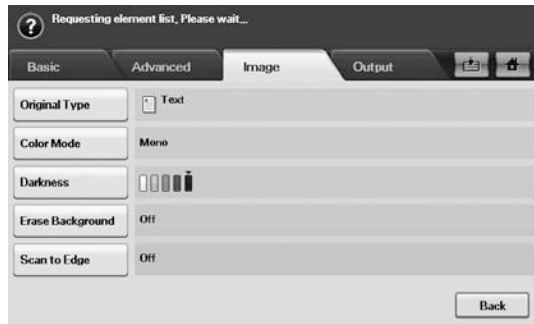 Requesting element list, Please wait...
Basic Advanced Image Output
Original Type Text
Color Mode Mono
Darkness
Erase Background Off
Scan to Edge Off
Back